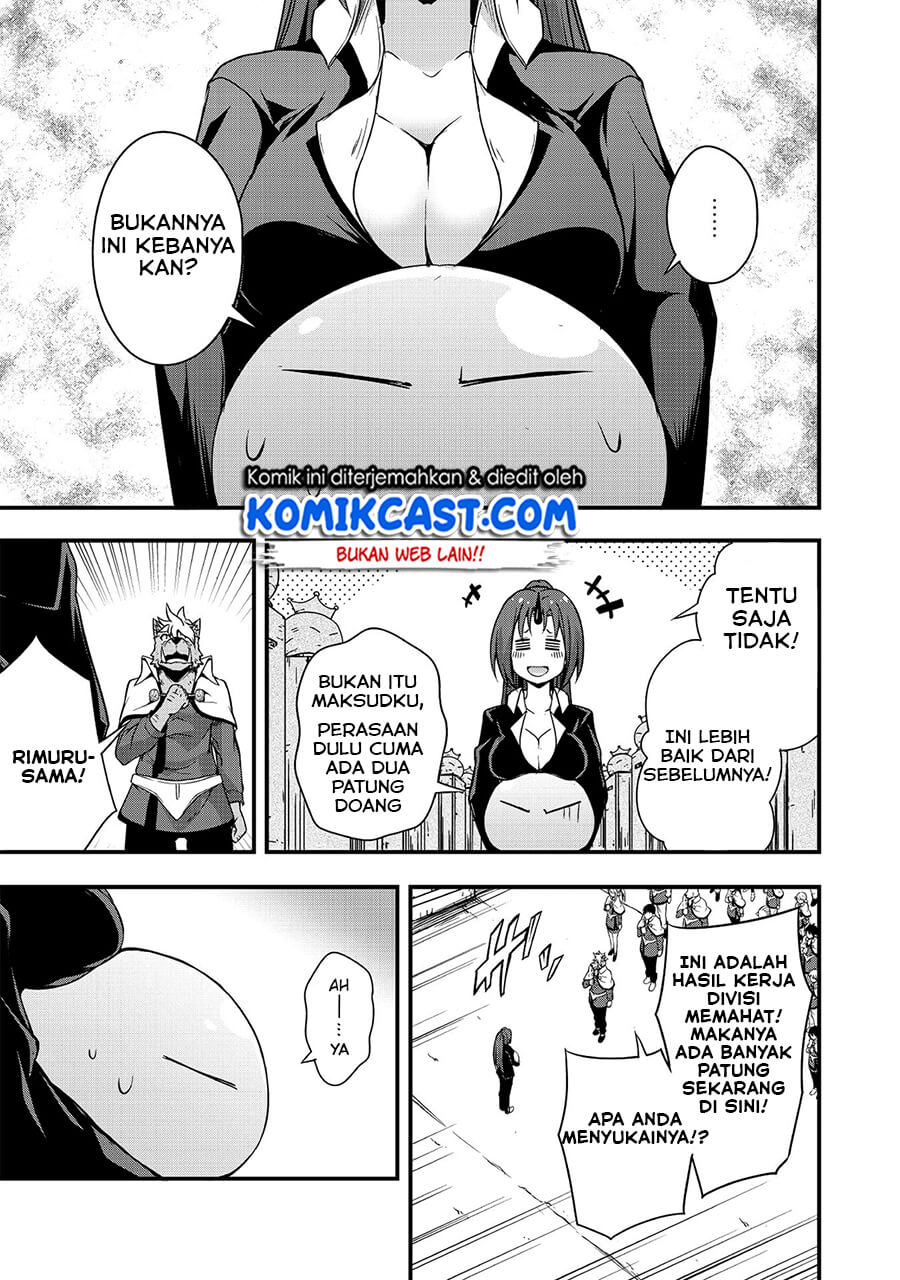 ......
BUKANNYA
INI KEBANYA
KAN?
Komik ini diterjemahkan & diedit oleh
KOMIKCAST.COM
BUKAN WEB LAIN!!
TENTU
SAJA
TIDAK!
INI LEBIH
BAIK DARI
SEBELUMNYA!
BUKAN ITU
MAKSUDKU,
PERASAAN
DULU CUMA
ADA DUA
PATUNG
DOANG
RIMURU-
SAMA!
INI ADALAH
HASIL KERJA
DIVISI
MEMAHAT!
MAKANYA
ADA BANYAK
PATUNG
SEKARANG
DI SINI!
APA ANDA
MENYUKAINYA!?
AH
—...
YA